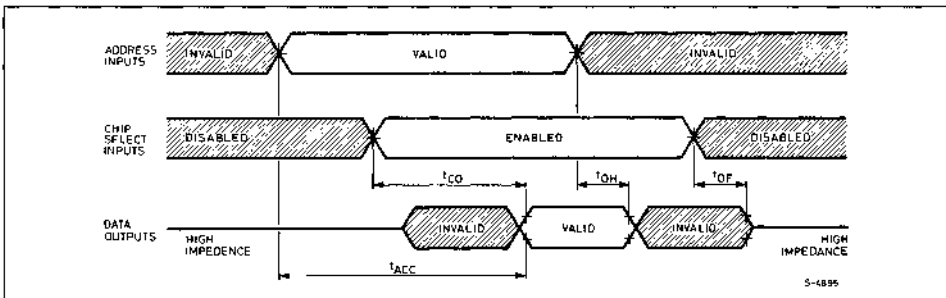 ADDRESS
INPUTS
INVALID
VALID
INVALID
CHIP
SELECT
INPUTS
DISABLED
ENABLED
DISABLED
tCO
tOH
tOF
DATA
OUTPUTS
HIGH
IMPEDENCE
INVALID
VALID
INVALID
HIGH
IMPEDANCE
tACC
S-4895